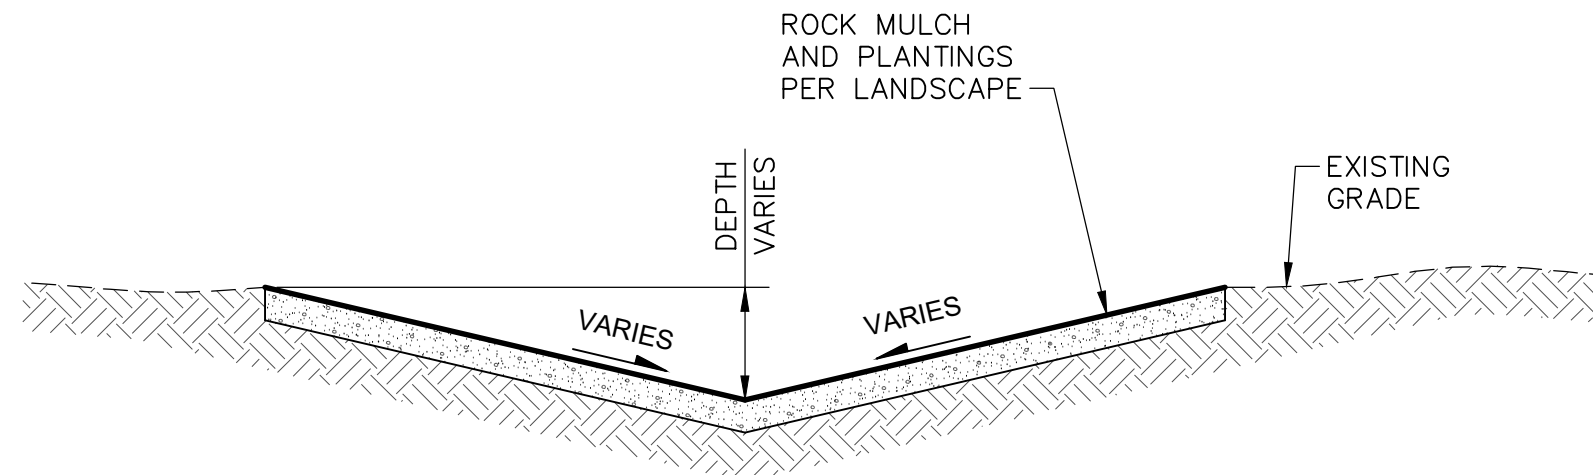 ROCK MULCH
AND PLANTINGS
PER LANDSCAPE
EXISTING
GRADE
DEPTH
VARIES
VARIES
VARIES